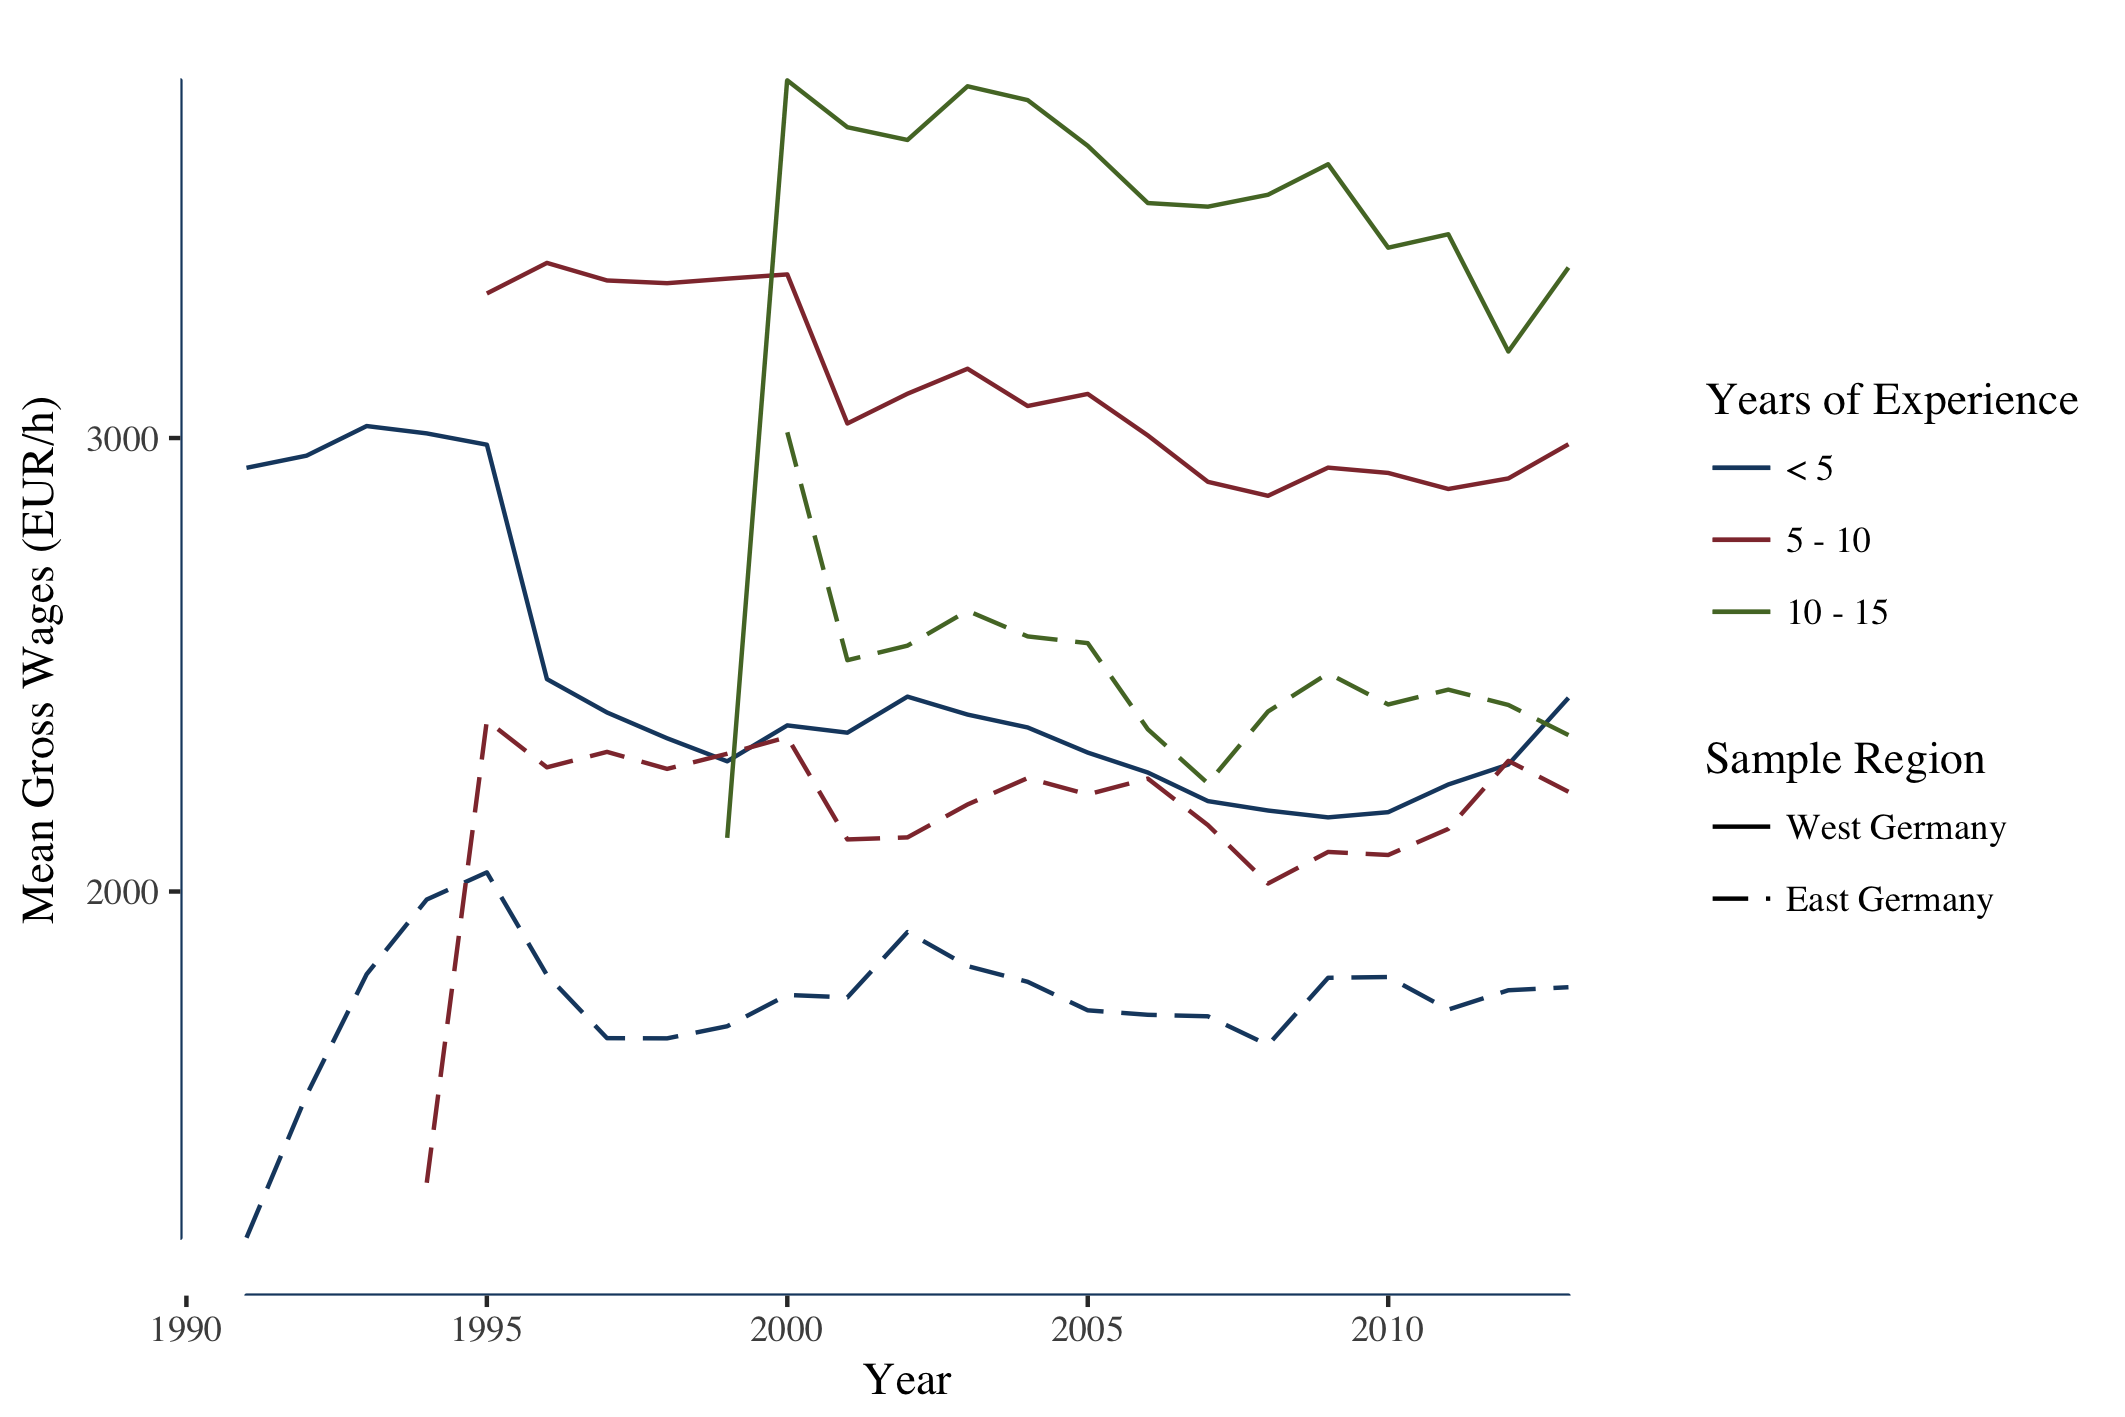 Mean Gross Wages (EUR/h)
3000
2000
1990
1995
2000
2005
2010
Year
Years of Experience
< 5
5 - 10
10 - 15
Sample Region
West Germany
East Germany